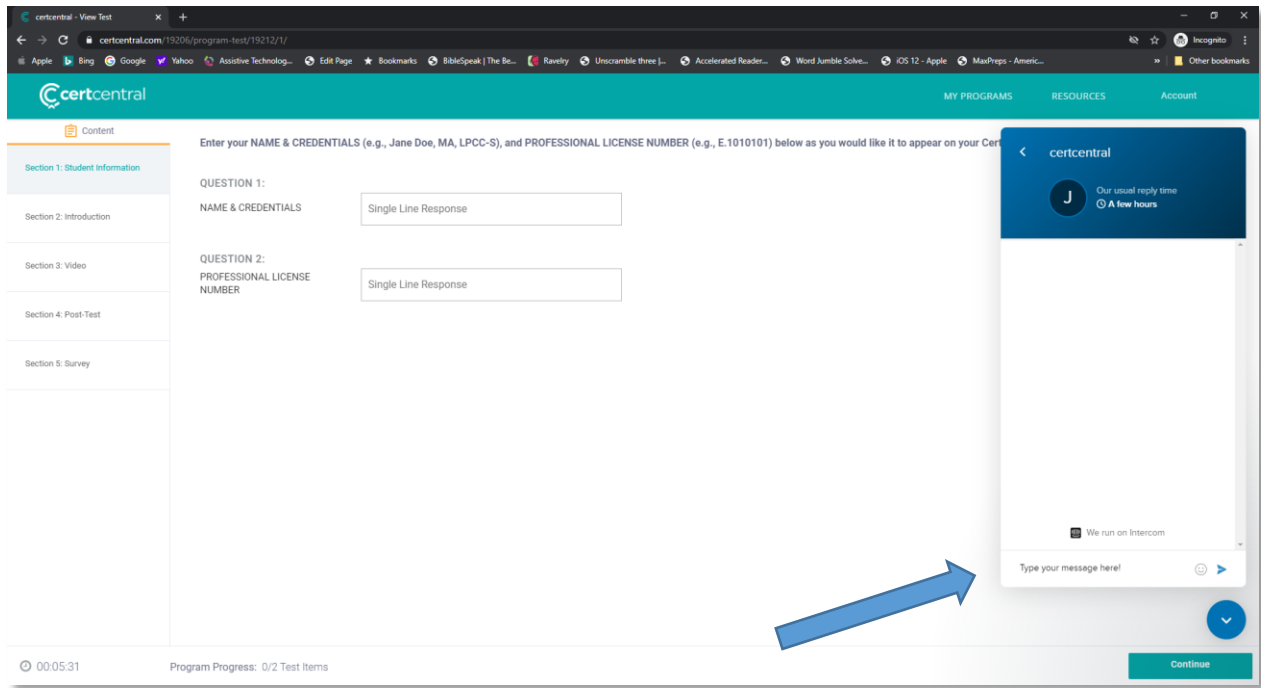 certcentral - View Test
certcentral.com/19206/program-test/19212/1/
Incognito
Apple Bing Google Yahoo Assistive Technolog... Edit Page Bookmarks BibleSpeak | The Be... Ravelry Unscramble three |... Accelerated Reader... Word Jumble Solve... iOS 12 - Apple MaxPreps - Americ... » Other bookmarks
certcentral
MY PROGRAMS RESOURCES Account
Content
Section 1: Student Information
Section 2: Introduction
Section 3: Video
Section 4: Post-Test
Section 5: Survey
Enter your NAME & CREDENTIALS (e.g., Jane Doe, MA, LPCC-S), and PROFESSIONAL LICENSE NUMBER (e.g., E.1010101) below as you would like it to appear on your Cer
QUESTION 1:
NAME & CREDENTIALS
Single Line Response
QUESTION 2:
PROFESSIONAL LICENSE
NUMBER
Single Line Response
certcentral
J
Our usual reply time
A few hours
We run on Intercom
Type your message here!
00:05:31
Program Progress: 0/2 Test Items
Continue